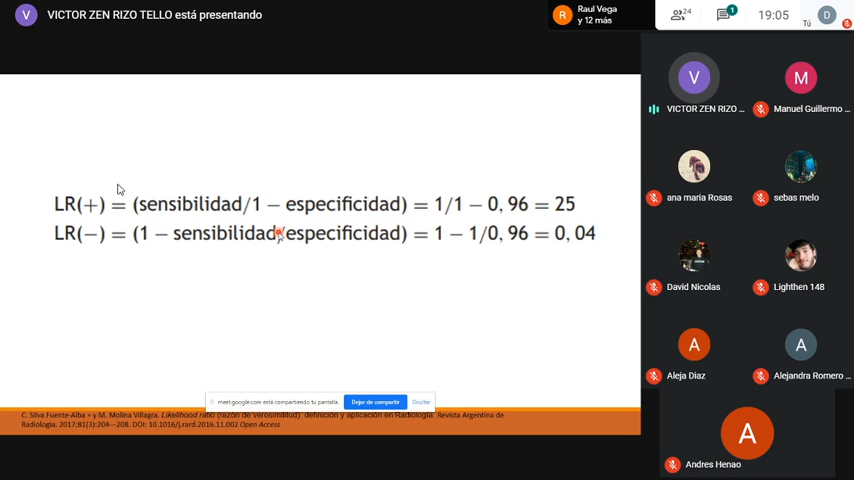 V VICTOR ZEN RIZO TELLO está presentando
R Raul Vega
y 12 más
24
1
19:05
Tú
D
LR(+) = (sensibilidad/1 − especificidad) = 1/1 − 0, 96 = 25
LR(−) = (1 − sensibilidad/especificidad) = 1 − 1/0, 96 = 0, 04
meet.google.com está compartiendo tu pantalla.
Dejar de compartir
Ocultar
C. Silva Fuente-Alba ∗ y M. Molina Villagra. Likelihood ratio (razón de verosimilitud): definición y aplicación en Radiología. Revista Argentina de
Radiología. 2017;81(3):204---208. DOI: 10.1016/j.rard.2016.11.002 Open Access
V
VICTOR ZEN RIZO ...
M
Manuel Guillermo ...
ana maria Rosas
sebas melo
David Nicolas
Lighthen 148
A
Aleja Diaz
A
Alejandra Romero ...
A
Andres Henao